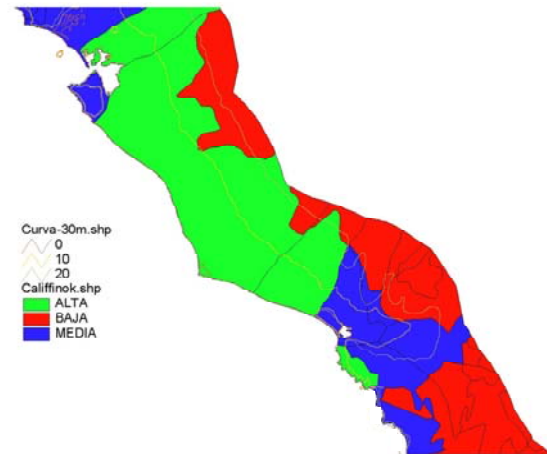 Curva-30m.shp
0
10
20
Califfinok.shp
ALTA
BAJA
MEDIA